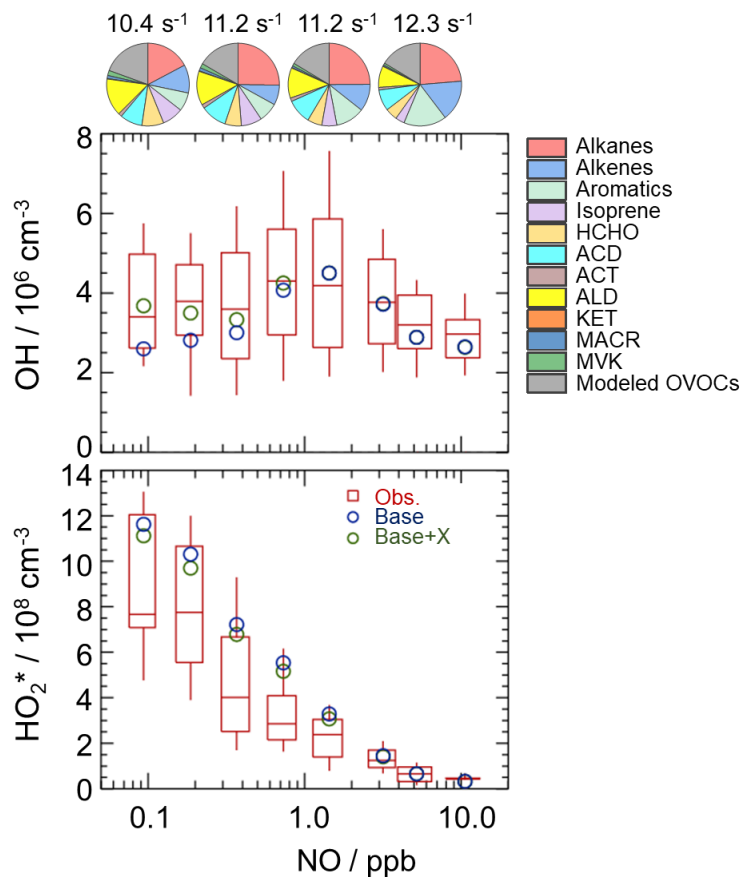 10.4 s⁻¹ 11.2 s⁻¹ 11.2 s⁻¹ 12.3 s⁻¹
8
6
4
2
0
OH / 10⁶ cm⁻³
Alkanes
Alkenes
Aromatics
Isoprene
HCHO
ACD
ACT
ALD
KET
MACR
MVK
Modeled OVOCs
14
12
10
8
6
4
2
0
HO₂* / 10⁸ cm⁻³
Obs.
Base
Base+X
0.1 1.0 10.0
NO / ppb